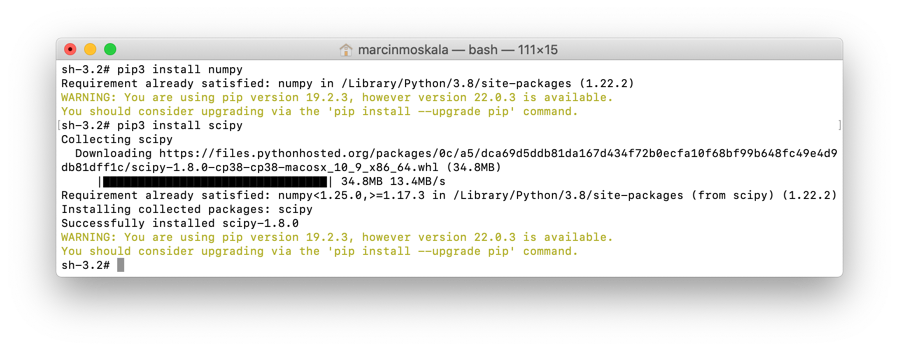 marcinmoskala — bash — 111×15
sh-3.2# pip3 install numpy
Requirement already satisfied: numpy in /Library/Python/3.8/site-packages (1.22.2)
WARNING: You are using pip version 19.2.3, however version 22.0.3 is available.
You should consider upgrading via the 'pip install --upgrade pip' command.
[sh-3.2# pip3 install scipy ]
Collecting scipy
Downloading https://files.pythonhosted.org/packages/0c/a5/dca69d5ddb81da167d434f72b0ecfa10f68bf99b648fc49e4d9
db81dff1c/scipy-1.8.0-cp38-cp38-macosx_10_9_x86_64.whl (34.8MB)
|████████████████████████████████| 34.8MB 13.4MB/s
Requirement already satisfied: numpy<1.25.0,>=1.17.3 in /Library/Python/3.8/site-packages (from scipy) (1.22.2)
Installing collected packages: scipy
Successfully installed scipy-1.8.0
WARNING: You are using pip version 19.2.3, however version 22.0.3 is available.
You should consider upgrading via the 'pip install --upgrade pip' command.
sh-3.2#